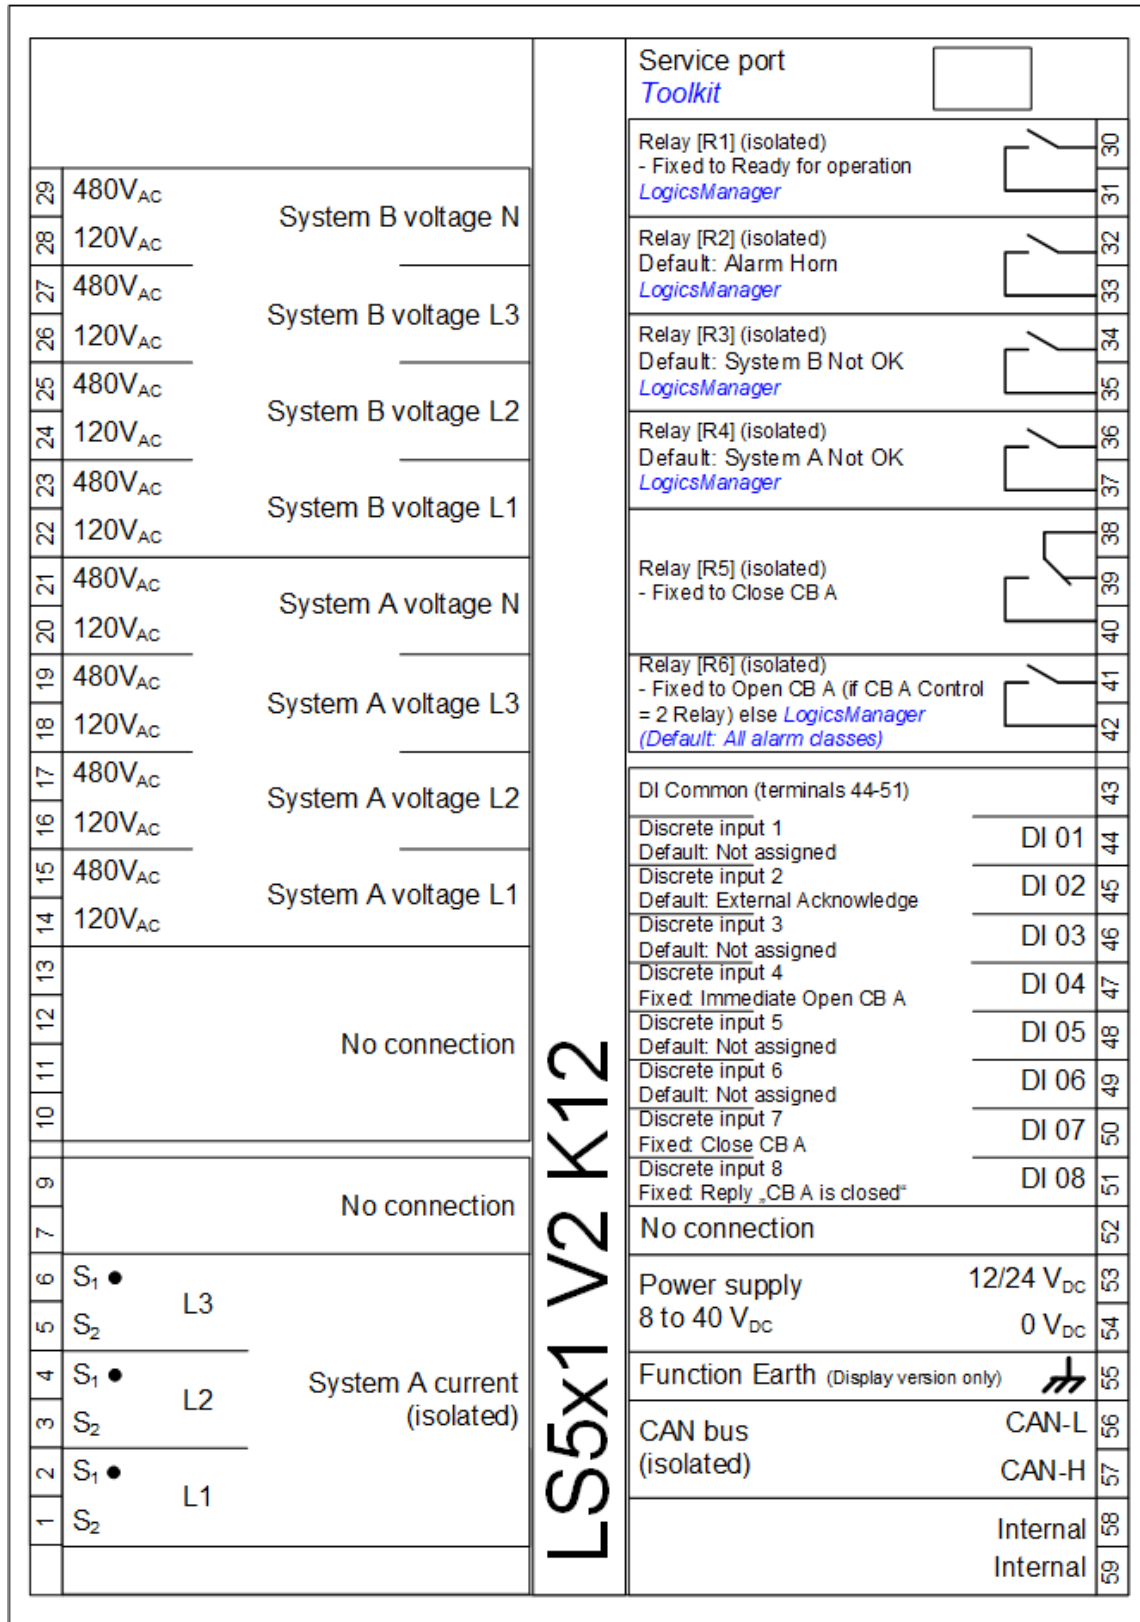 29 480VAC
System B voltage N
28 120VAC
27 480VAC
System B voltage L3
26 120VAC
25 480VAC
System B voltage L2
24 120VAC
23 480VAC
System B voltage L1
22 120VAC
21 480VAC
System A voltage N
20 120VAC
19 480VAC
System A voltage L3
18 120VAC
17 480VAC
System A voltage L2
16 120VAC
15 480VAC
System A voltage L1
14 120VAC
13
12
No connection
11
10
9
No connection
7
6 S1
L3
5 S2
4 S1
L2
System A current
(isolated)
3 S2
2 S1
L1
1 S2
LS5x1 V2 K12
Service port
Toolkit
Relay [R1] (isolated)
- Fixed to Ready for operation
LogicsManager
30
31
Relay [R2] (isolated)
Default: Alarm Horn
LogicsManager
32
33
Relay [R3] (isolated)
Default: System B Not OK
LogicsManager
34
35
Relay [R4] (isolated)
Default: System A Not OK
LogicsManager
36
37
Relay [R5] (isolated)
- Fixed to Close CB A
38
39
40
Relay [R6] (isolated)
- Fixed to Open CB A (if CB A Control
= 2 Relay) else LogicsManager
(Default: All alarm classes)
41
42
DI Common (terminals 44-51) 43
Discrete input 1
Default: Not assigned
DI 01 44
Discrete input 2
Default: External Acknowledge
DI 02 45
Discrete input 3
Default: Not assigned
DI 03 46
Discrete input 4
Fixed: Immediate Open CB A
DI 04 47
Discrete input 5
Default: Not assigned
DI 05 48
Discrete input 6
Default: Not assigned
DI 06 49
Discrete input 7
Fixed: Close CB A
DI 07 50
Discrete input 8
Fixed: Reply „CB A is closed“
DI 08 51
No connection 52
Power supply
8 to 40 VDC
12/24 VDC 53
0 VDC 54
Function Earth (Display version only) 55
CAN bus
(isolated)
CAN-L 56
CAN-H 57
Internal 58
Internal 59